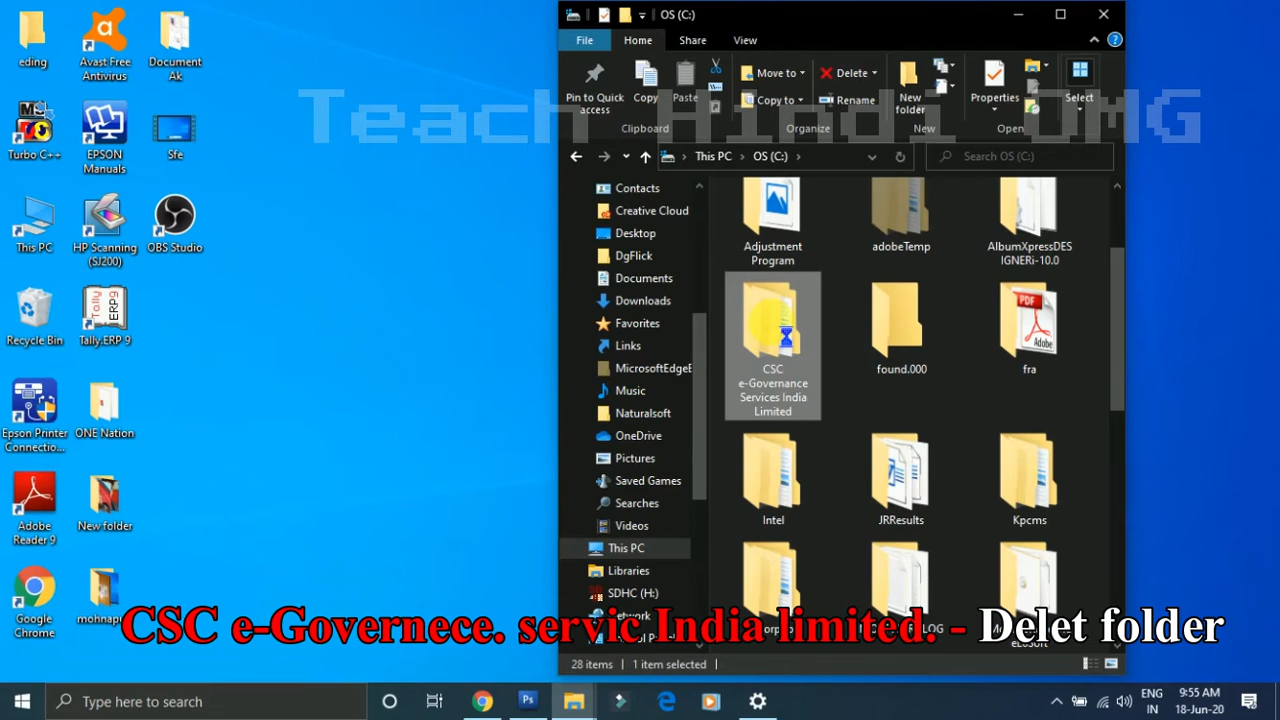 eding
Avast Free
Antivirus
Document
Ak
Turbo C++
EPSON
Manuals
Sfe
This PC
HP Scanning
(SJ200)
OBS Studio
Recycle Bin
Tally.ERP 9
Epson Printer
Connectio...
ONE Nation
Adobe
Reader 9
New folder
Google
Chrome
OS (C:)
File Home Share View
Pin to Quick
access
Copy
Paste
Move to
Copy to
Delete
Rename
New
folder
Properties
Select
Clipboard
Organize
New
Open
Teach Hindi OMG
This PC OS (C:)
Search OS (C:)
Contacts
Creative Cloud
Desktop
DgFlick
Documents
Downloads
Favorites
Links
MicrosoftEdgeB
Music
Naturalsoft
OneDrive
Pictures
Saved Games
Searches
Videos
This PC
Libraries
SDHC (H:)
Network
Adjustment
Program
adobeTemp
AlbumXpressDES
IGNERi-10.0
CSC
e-Governance
Services India
Limited
found.000
PDF
Adobe
fra
Intel
JRResults
Kpcms
CSC e-Governece. servic India limited. - Delet folder
28 items
1 item selected
Type here to search
Ps
ENG
IN
9:55 AM
18-Jun-20